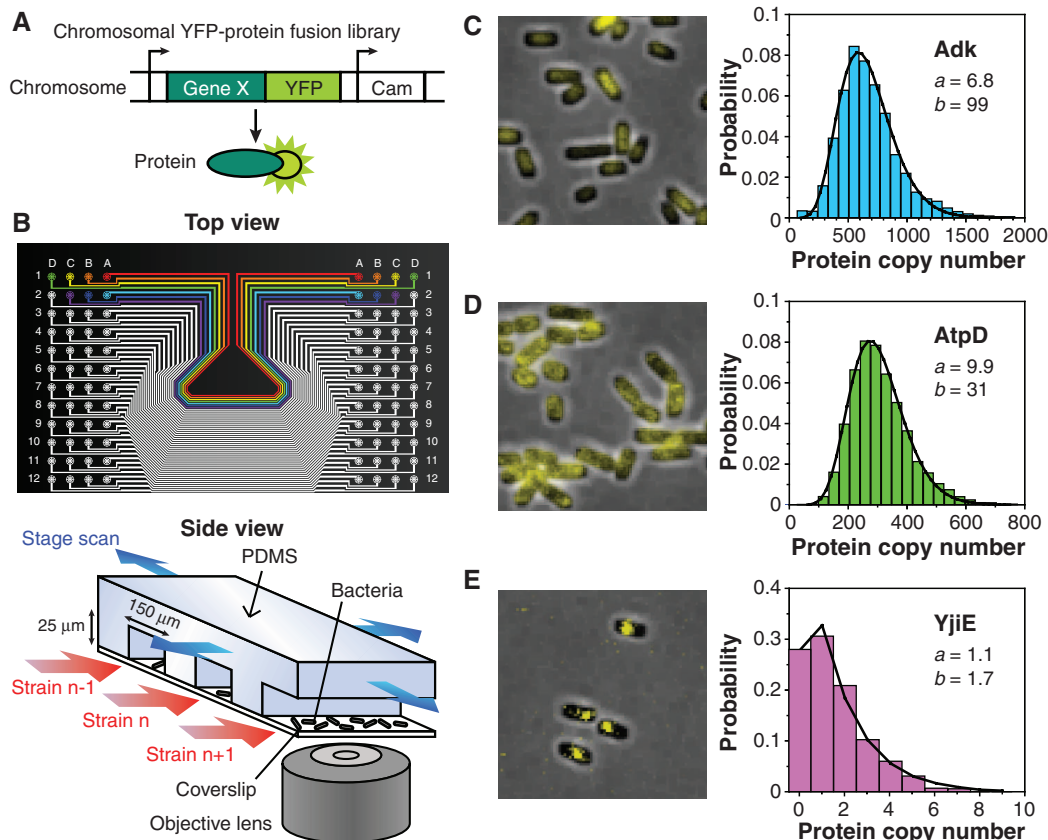 A
Chromosomal YFP-protein fusion library
Chromosome
Gene X
YFP
Cam
Protein
B
Top view
D C B A
A B C D
1
2
3
4
5
6
7
8
9
10
11
12
1
2
3
4
5
6
7
8
9
10
11
12
Side view
Stage scan
PDMS
Bacteria
150 μm
25 μm
Strain n-1
Strain n
Strain n+1
Coverslip
Objective lens
C
Probability
0.1
0.08
0.06
0.04
0.02
0
Adk
a = 6.8
b = 99
0 500 1000 1500 2000
Protein copy number
D
Probability
0.1
0.08
0.06
0.04
0.02
0
AtpD
a = 9.9
b = 31
0 200 400 600 800
Protein copy number
E
Probability
0.4
0.3
0.2
0.1
0
YjiE
a = 1.1
b = 1.7
0 2 4 6 8 10
Protein copy number